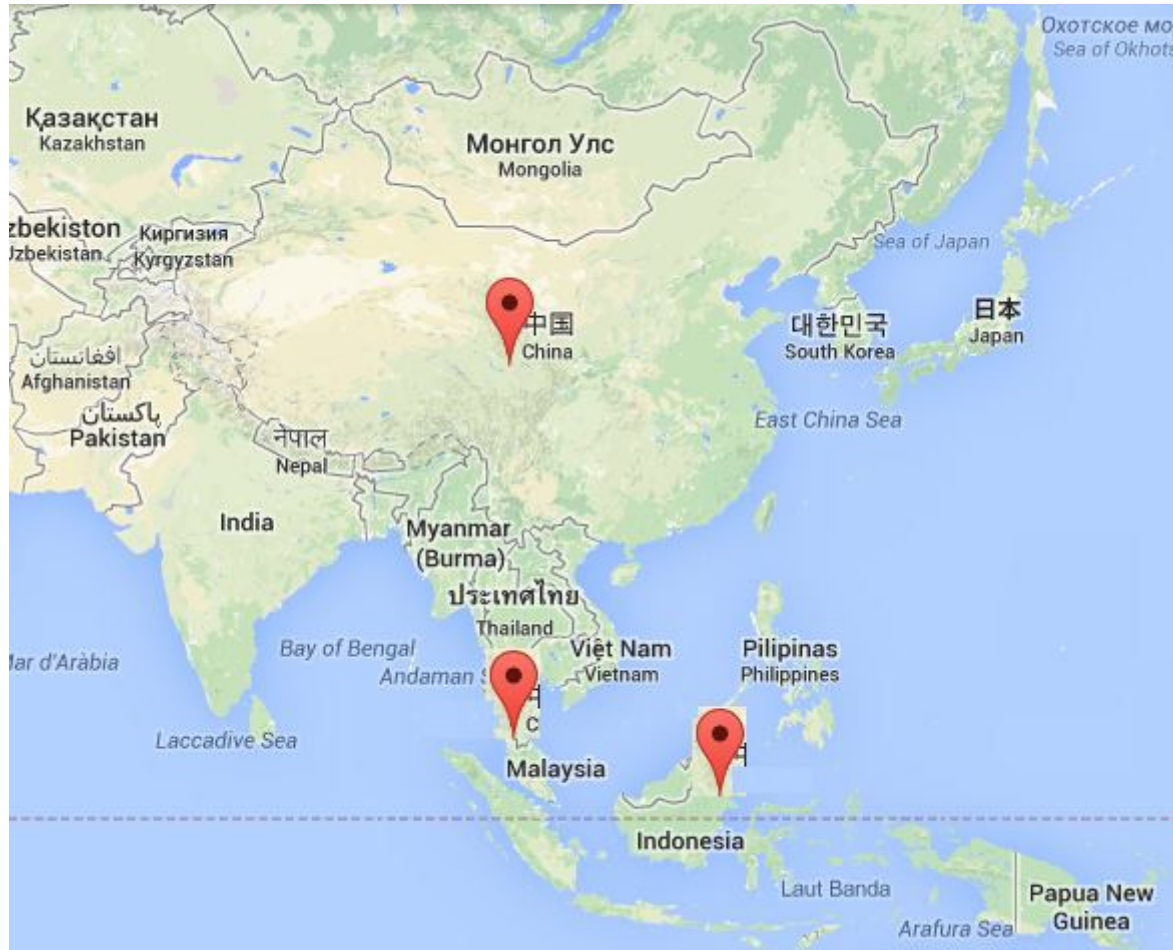 Охотское мо
Sea of Okhots
Қазақстан
Kazakhstan
Монгол Улс
Mongolia
zbekiston
Jzbekistan
Киргизия
Kyrgyzstan
Sea of Japan
中国
China
대한민국
South Korea
日本
Japan
افغانستان
Afghanistan
پاکستان
Pakistan
East China Sea
नेपाल
Nepal
India
Myanmar
(Burma)
ประเทศไทย
Thailand
Bay of Bengal
Andaman S
Việt Nam
Vietnam
Pilipinas
Philippines
Mar d'Aràbia
C
Laccadive Sea
Malaysia
Indonesia
Laut Banda
Papua New
Guinea
Arafura Sea